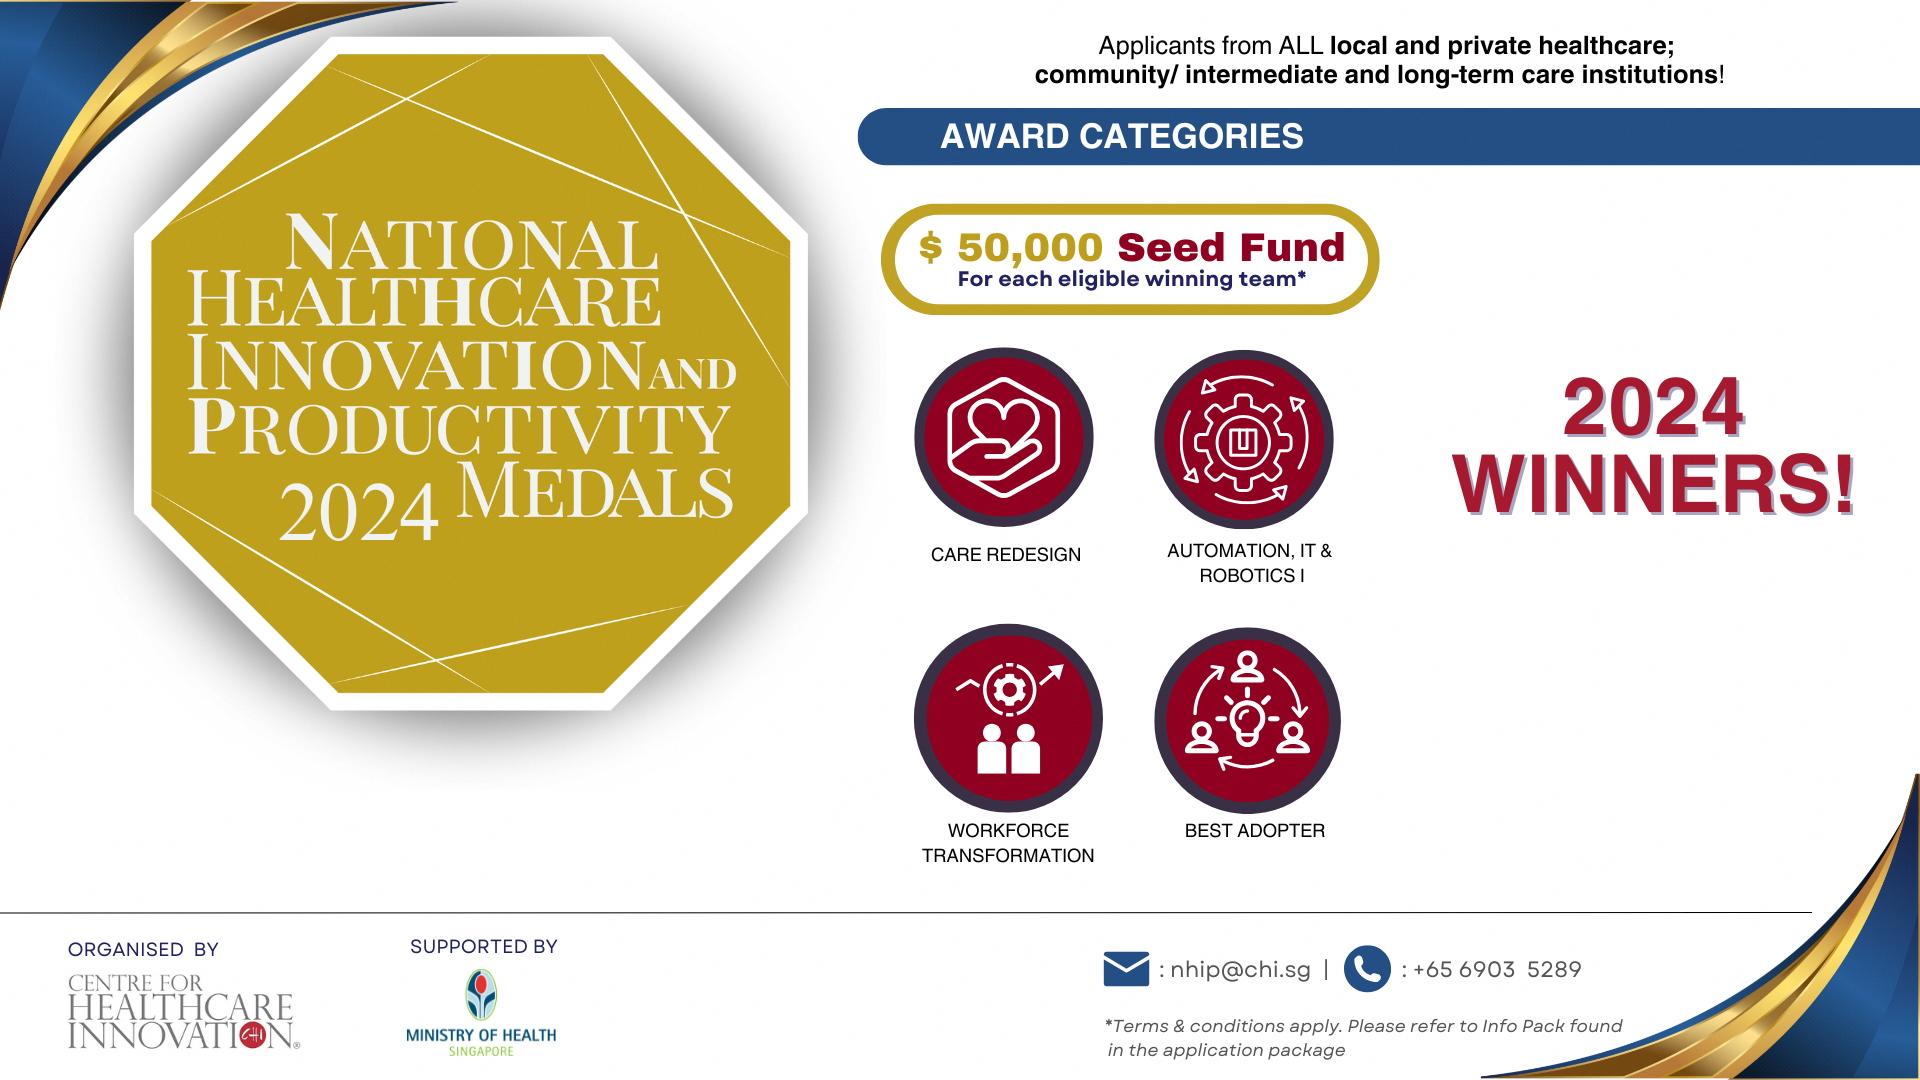 NATIONAL
HEALTHCARE
INNOVATION AND
PRODUCTIVITY
2024 MEDALS
Applicants from ALL local and private healthcare;
community/ intermediate and long-term care institutions!
AWARD CATEGORIES
$ 50,000 Seed Fund
For each eligible winning team*
CARE REDESIGN
AUTOMATION, IT &
ROBOTICS I
WORKFORCE
TRANSFORMATION
BEST ADOPTER
2024
WINNERS!
ORGANISED BY
CENTRE FOR
HEALTHCARE
INNOVATION®
CHI
SUPPORTED BY
MINISTRY OF HEALTH
SINGAPORE
: nhip@chi.sg | : +65 6903 5289
*Terms & conditions apply. Please refer to Info Pack found
in the application package